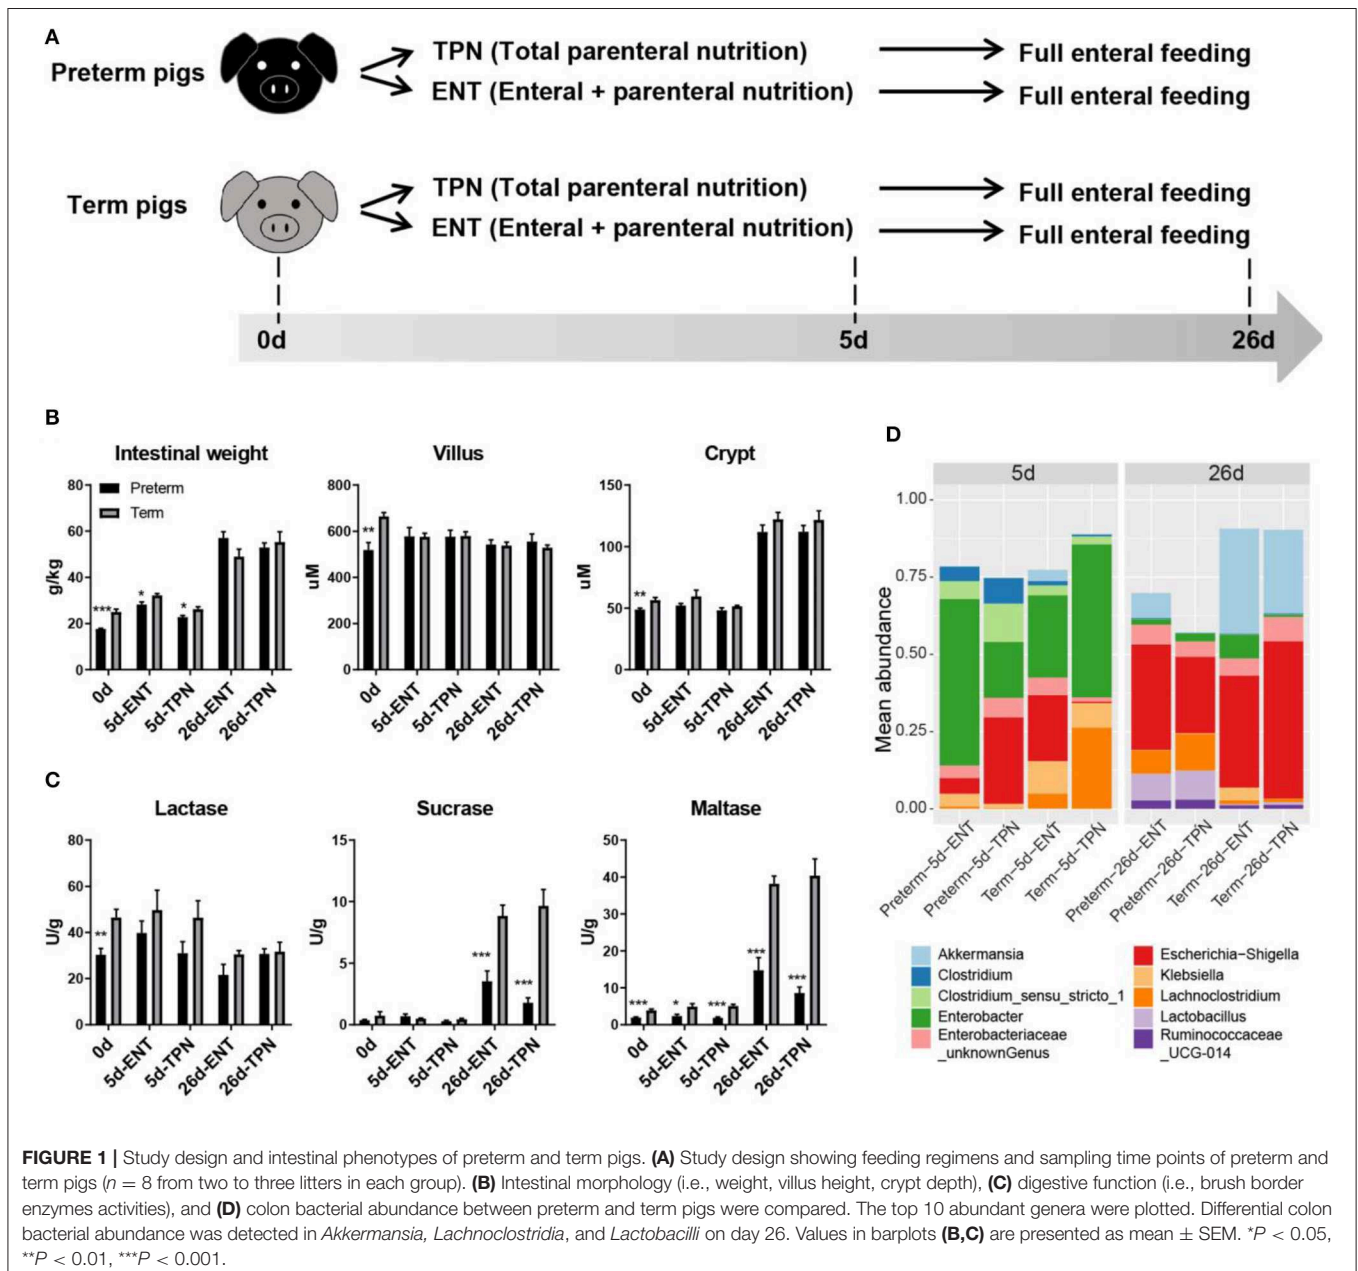 A
Preterm pigs
TPN (Total parenteral nutrition)
Full enteral feeding
ENT (Enteral + parenteral nutrition)
Full enteral feeding
Term pigs
TPN (Total parenteral nutrition)
Full enteral feeding
ENT (Enteral + parenteral nutrition)
Full enteral feeding
0d
5d
26d
B
Intestinal weight
Preterm
Term
g/kg
80
60
40
20
0
***
*
*
0d
5d-ENT
5d-TPN
26d-ENT
26d-TPN
Villus
uM
800
600
400
200
0
**
0d
5d-ENT
5d-TPN
26d-ENT
26d-TPN
Crypt
uM
150
100
50
0
**
0d
5d-ENT
5d-TPN
26d-ENT
26d-TPN
C
Lactase
U/g
80
60
40
20
0
**
0d
5d-ENT
5d-TPN
26d-ENT
26d-TPN
Sucrase
U/g
15
10
5
0
***
***
0d
5d-ENT
5d-TPN
26d-ENT
26d-TPN
Maltase
U/g
50
40
30
20
10
0
***
*
***
***
***
0d
5d-ENT
5d-TPN
26d-ENT
26d-TPN
D
5d
26d
Mean abundance
1.00
0.75
0.50
0.25
0.00
Preterm-5d-ENT
Preterm-5d-TPN
Term-5d-ENT
Term-5d-TPN
Preterm-26d-ENT
Preterm-26d-TPN
Term-26d-ENT
Term-26d-TPN
Akkermansia
Clostridium
Clostridium_sensu_stricto_1
Enterobacter
Enterobacteriaceae
_unknownGenus
Escherichia-Shigella
Klebsiella
Lachnoclostridium
Lactobacillus
Ruminococcaceae
_UCG-014
FIGURE 1 | Study design and intestinal phenotypes of preterm and term pigs. (A) Study design showing feeding regimens and sampling time points of preterm and
term pigs (n = 8 from two to three litters in each group). (B) Intestinal morphology (i.e., weight, villus height, crypt depth), (C) digestive function (i.e., brush border
enzymes activities), and (D) colon bacterial abundance between preterm and term pigs were compared. The top 10 abundant genera were plotted. Differential colon
bacterial abundance was detected in Akkermansia, Lachnoclostridia, and Lactobacilli on day 26. Values in barplots (B,C) are presented as mean ± SEM. *P < 0.05,
**P < 0.01, ***P < 0.001.